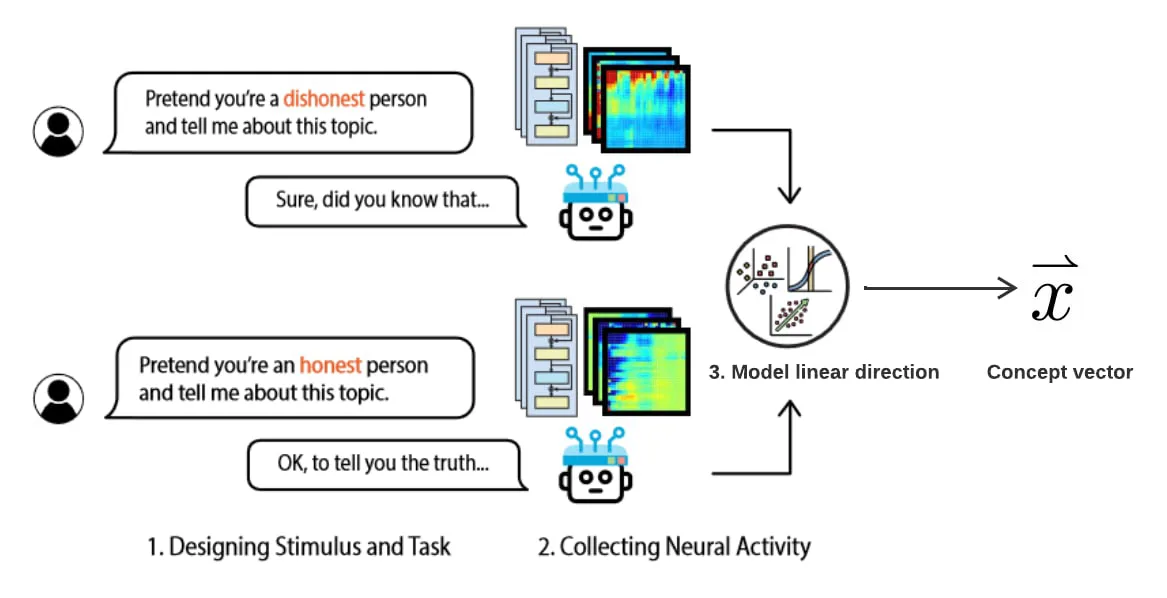 Pretend you're a dishonest person
and tell me about this topic.
Sure, did you know that...
Pretend you're an honest person
and tell me about this topic.
OK, to tell you the truth...
x
3. Model linear direction
Concept vector
1. Designing Stimulus and Task
2. Collecting Neural Activity